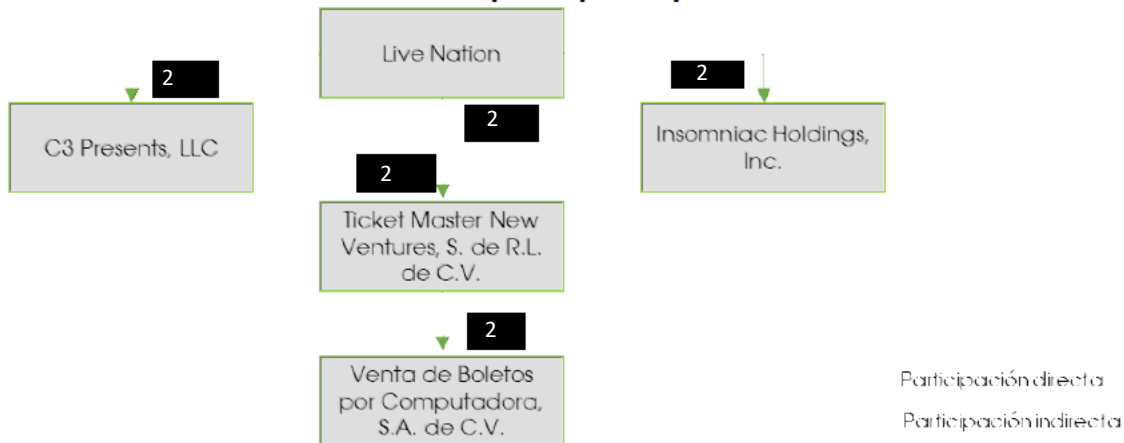 Live Nation
2
2
C3 Presents, LLC
2
Insomniac Holdings,
Inc.
2
Ticket Master New
Ventures, S. de R.L.
de C.V.
2
Venta de Boletos
por Computadora,
S.A. de C.V.
Participación directa
Participación indirecta